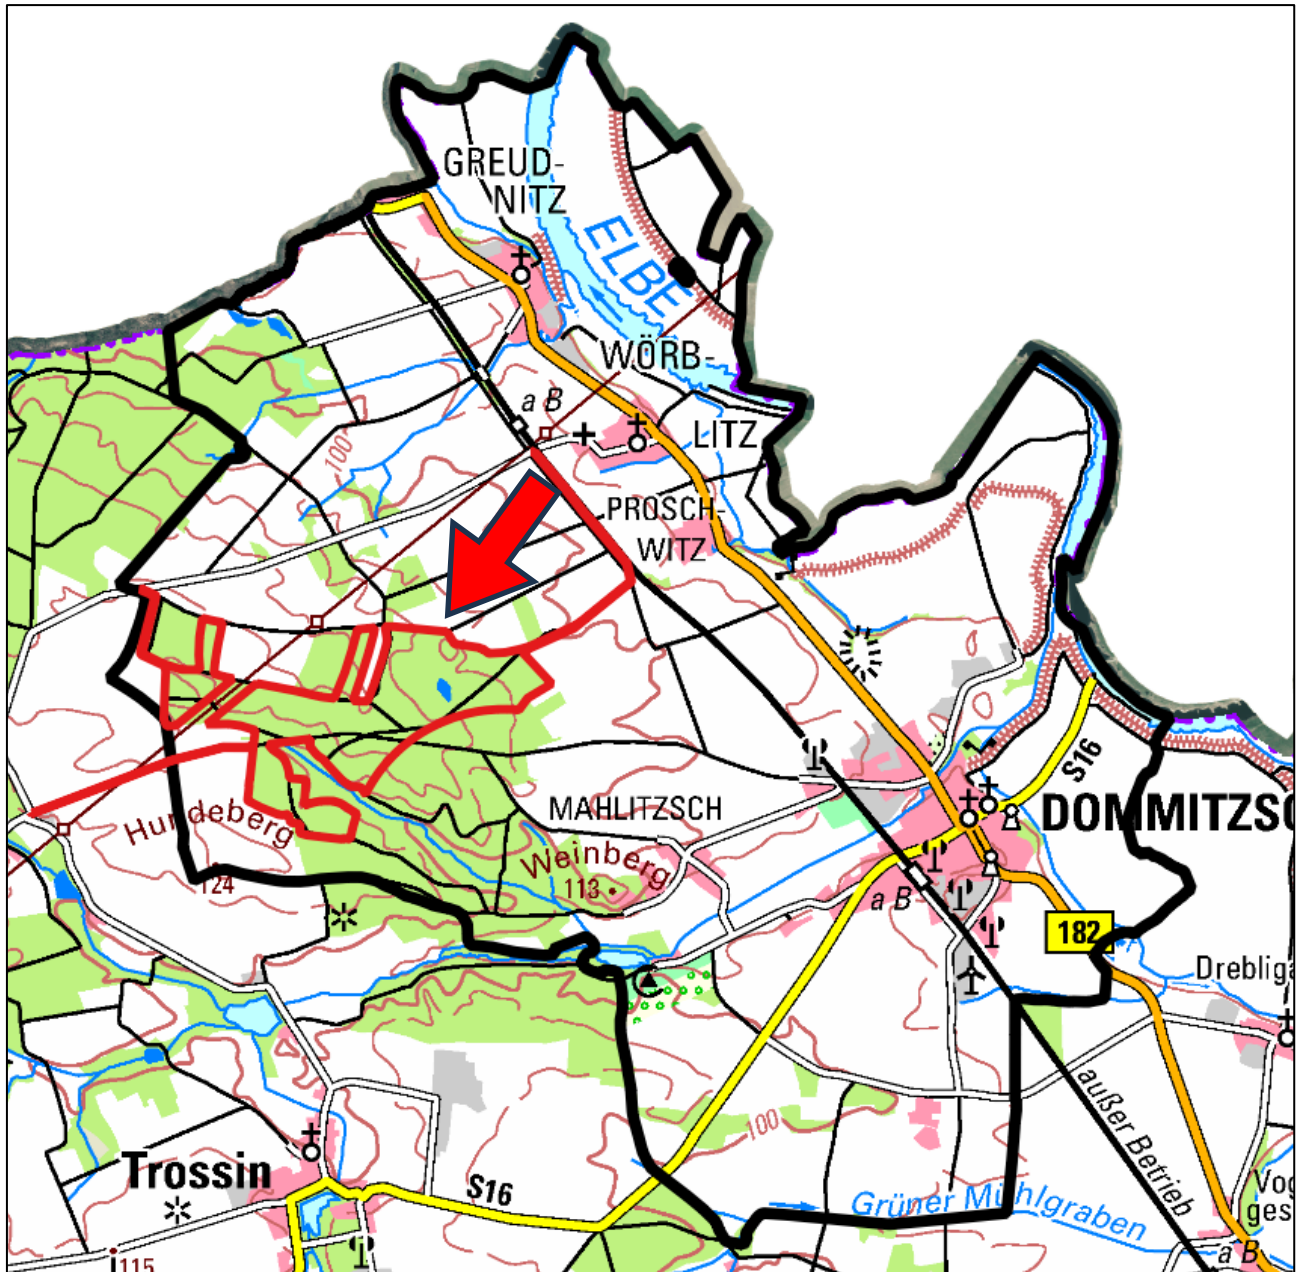 GREUD-
NITZ
ELBE
WÖRB-
LITZ
a B
100
PROSCH-
WITZ
S16
MAHLITZSCH
DOMMITZSC
Hundeberg
124
Weinberg
113
a B
182
Drebliga
100
außer Betrieb
Trossin
S16
Grüner Mühlgraben
Vog
ges
a B
115